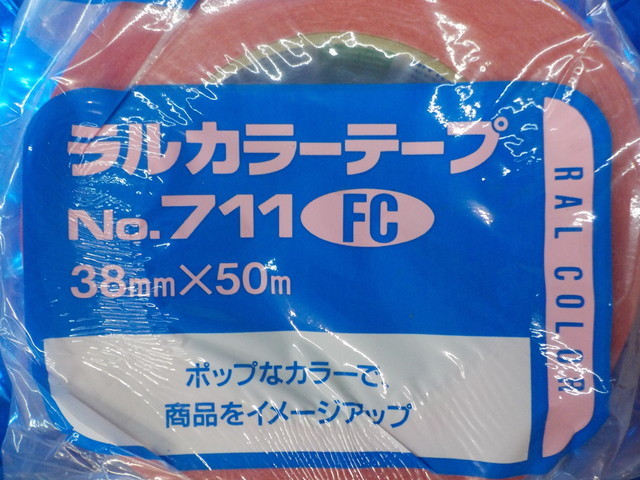 シルカラーテープ
No.711 FC
38mm×50m
ポップなカラーで、
商品をイメージアップ
RAL COLOR